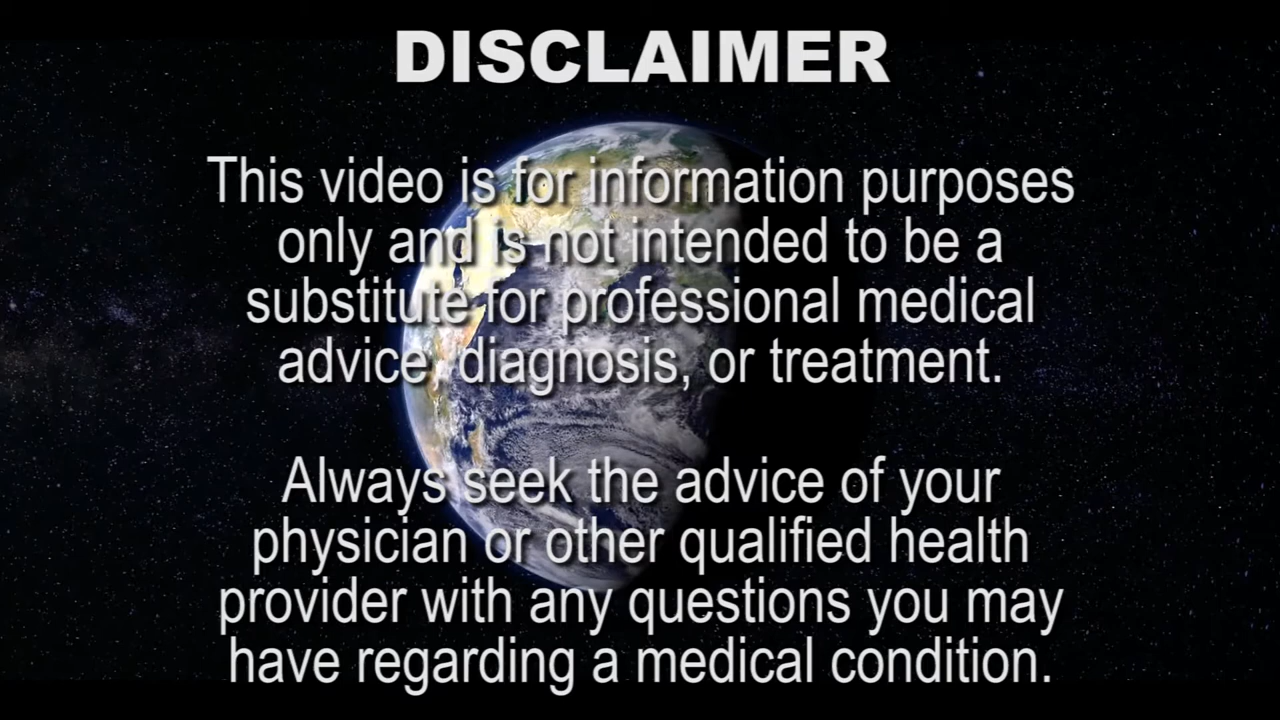 DISCLAIMER
This video is for information purposes
only and is not intended to be a
substitute for professional medical
advice, diagnosis, or treatment.
Always seek the advice of your
physician or other qualified health
provider with any questions you may
have regarding a medical condition.